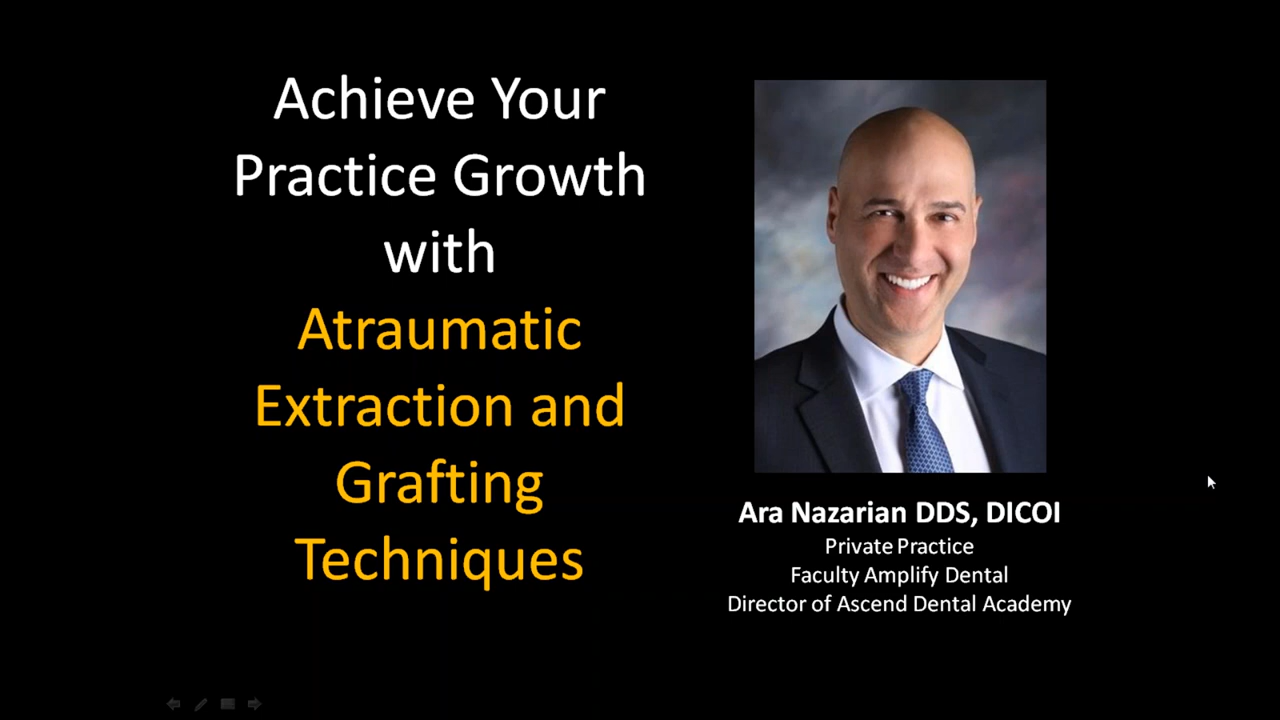 Achieve Your
Practice Growth
with
Atraumatic
Extraction and
Grafting
Techniques
Ara Nazarian DDS, DICOI
Private Practice
Faculty Amplify Dental
Director of Ascend Dental Academy